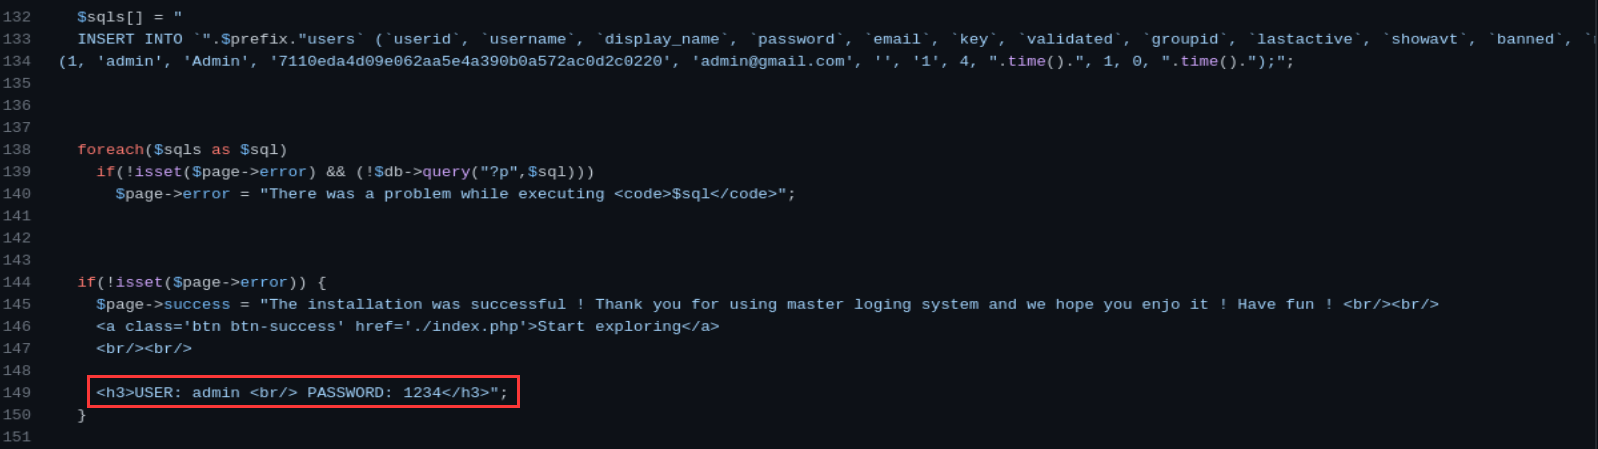 132 $sqls[] = "
133 INSERT INTO `".$prefix."users` (`userid`, `username`, `display_name`, `password`, `email`, `key`, `validated`, `groupid`, `lastactive`, `showavt`, `banned`, `
134 (1, 'admin', 'Admin', '7110eda4d09e062aa5e4a390b0a572ac0d2c0220', 'admin@gmail.com', '', '1', 4, ".time().", 1, 0, ".time().");";
135
136
137
138 foreach($sqls as $sql)
139 if(!isset($page->error) && (!$db->query("?p",$sql)))
140 $page->error = "There was a problem while executing <code>$sql</code>";
141
142
143
144 if(!isset($page->error)) {
145 $page->success = "The installation was successful ! Thank you for using master loging system and we hope you enjo it ! Have fun ! <br/><br/>
146 <a class='btn btn-success' href='./index.php'>Start exploring</a>
147 <br/><br/>
148
149 <h3>USER: admin <br/> PASSWORD: 1234</h3>";
150 }
151